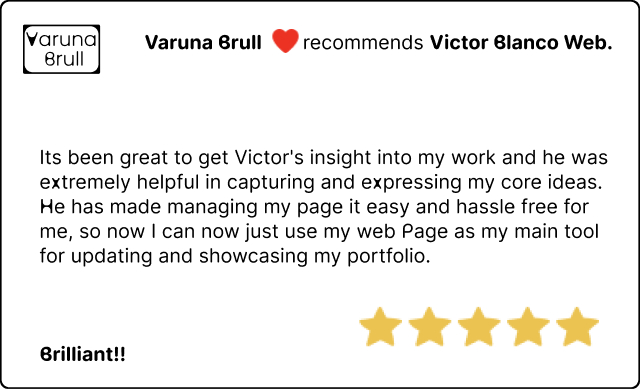 Varuna
Brull
Varuna Brull recommends Victor Blanco Web.
Its been great to get Victor's insight into my work and he was
extremely helpful in capturing and expressing my core ideas.
He has made managing my page it easy and hassle free for
me, so now I can now just use my web Page as my main tool
for updating and showcasing my portfolio.
Brilliant!!